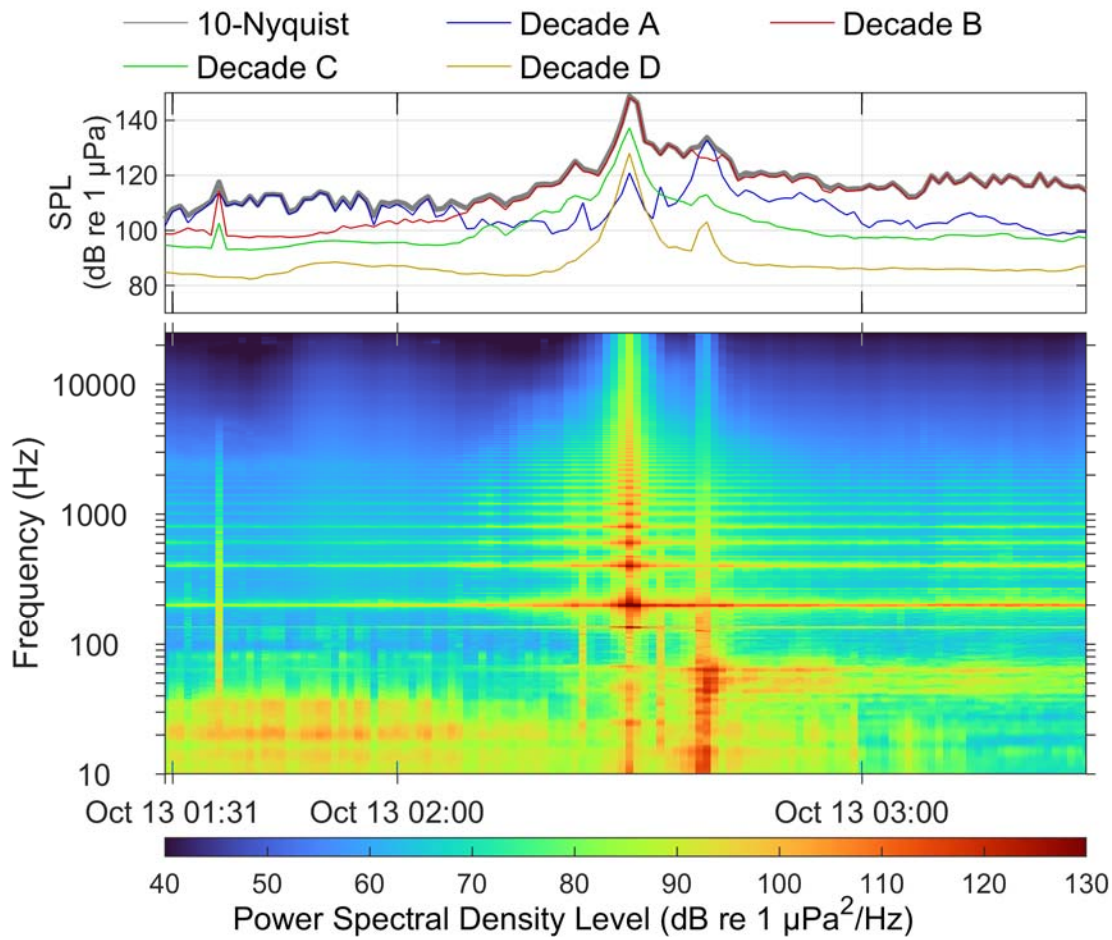 10-Nyquist
Decade A
Decade B
Decade C
Decade D
SPL
(dB re 1 µPa)
140
120
100
80
Frequency (Hz)
10000
1000
100
10
Oct 13 01:31
Oct 13 02:00
Oct 13 03:00
40 50 60 70 80 90 100 110 120 130
Power Spectral Density Level (dB re 1 µPa²/Hz)